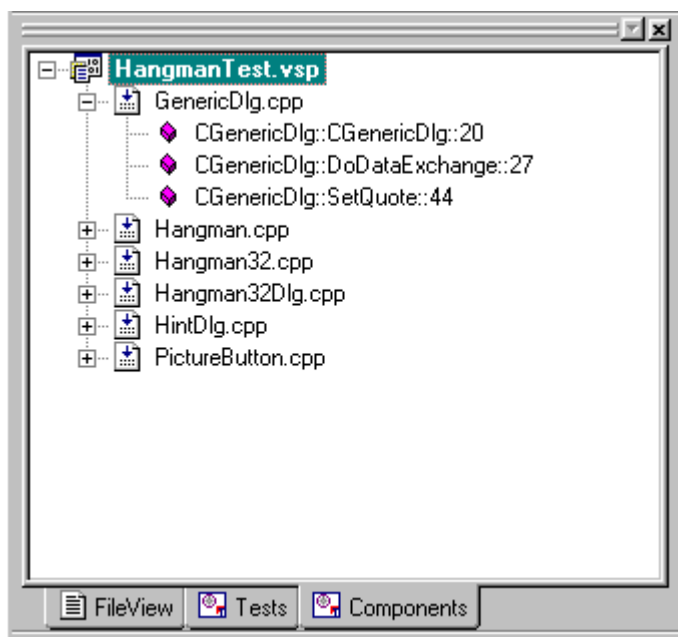 HangmanTest.vsp
GenericDlg.cpp
CGenericDlg::CGenericDlg::20
CGenericDlg::DoDataExchange::27
CGenericDlg::SetQuote::44
Hangman.cpp
Hangman32.cpp
Hangman32Dlg.cpp
HintDlg.cpp
PictureButton.cpp
FileView Tests Components